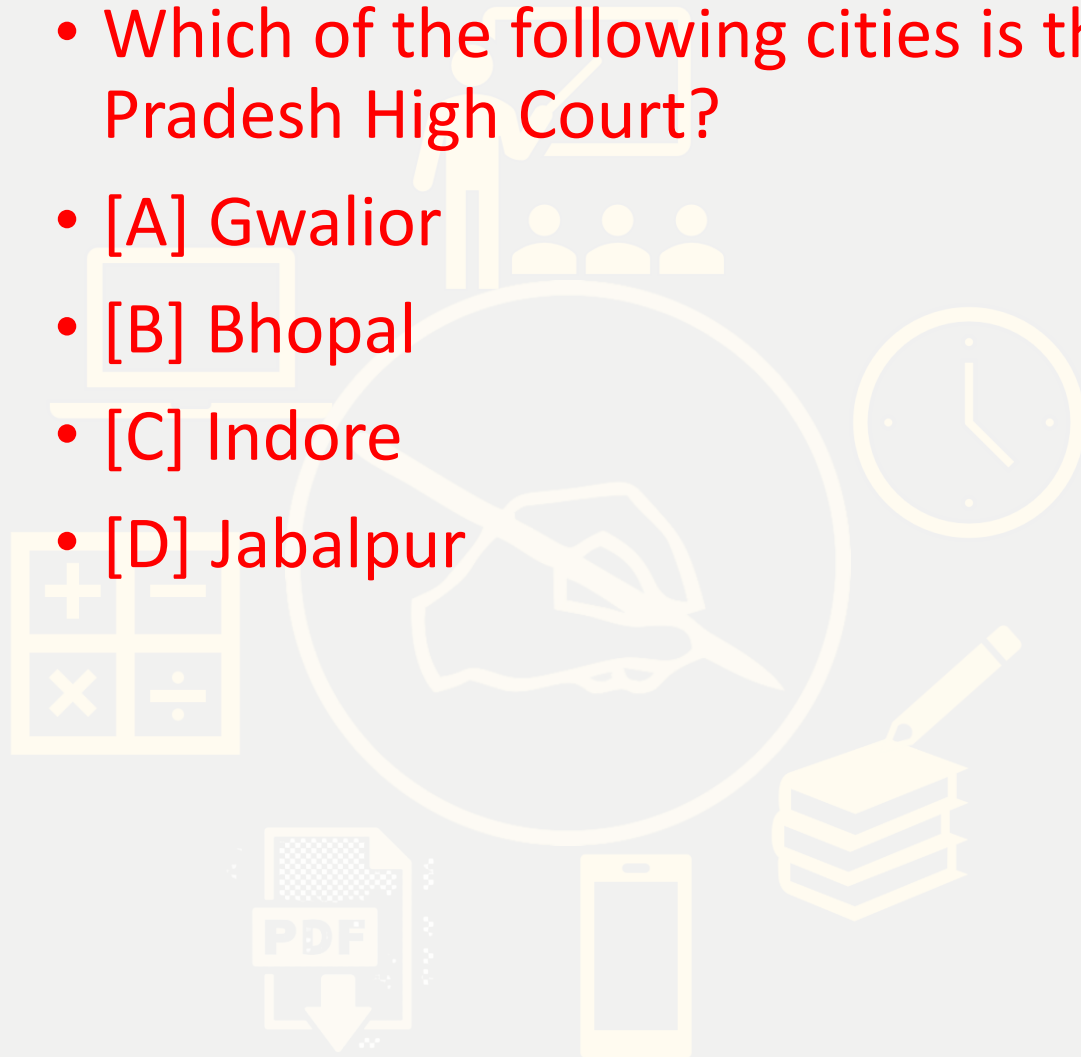 • Which of the following cities is th
Pradesh High Court?
• [A] Gwalior
• [B] Bhopal
• [C] Indore
• [D] Jabalpur
PDF